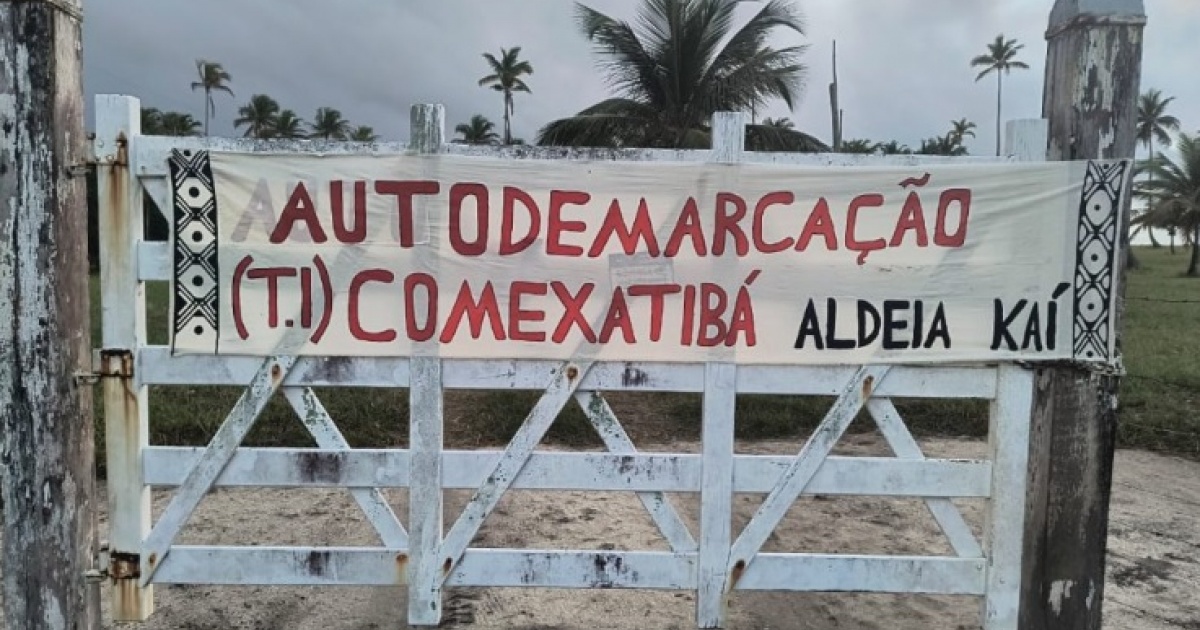 AUTODEMARCAÇÃO
(T.I) COMEXATIBÁ ALDEIA KAÍ